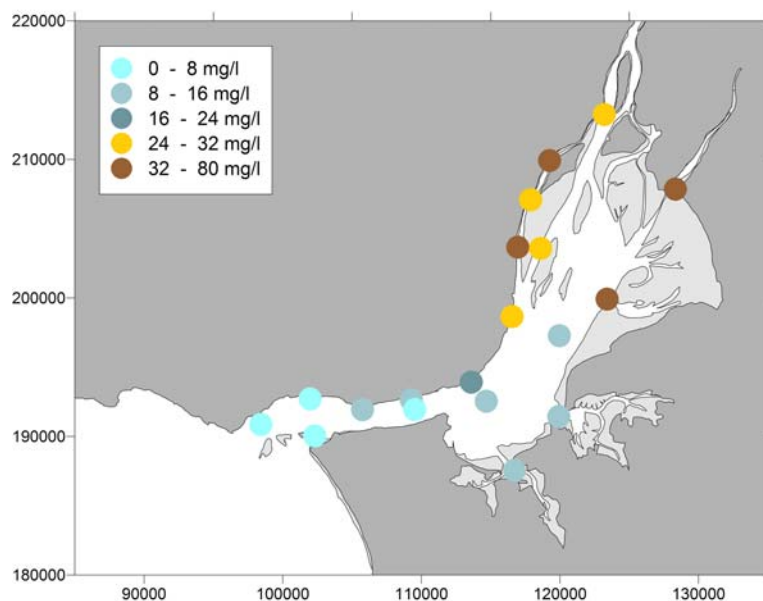 220000
0 - 8 mg/l
8 - 16 mg/l
16 - 24 mg/l
24 - 32 mg/l
32 - 80 mg/l
210000
200000
190000
180000
90000 100000 110000 120000 130000